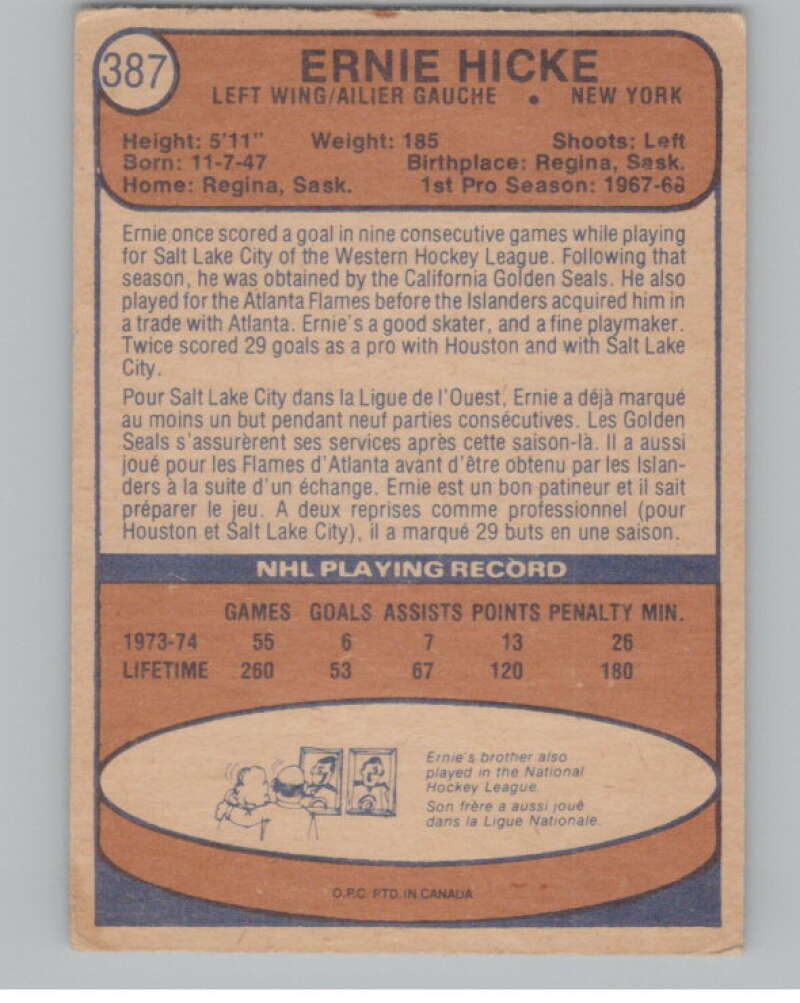 387
ERNIE HICKE
LEFT WING/AILIER GAUCHE • NEW YORK
Height: 5'11" Weight: 185 Shoots: Left
Born: 11-7-47 Birthplace: Regina, Sask.
Home: Regina, Sask. 1st Pro Season: 1967-68
Ernie once scored a goal in nine consecutive games while playing
for Salt Lake City of the Western Hockey League. Following that
season, he was obtained by the California Golden Seals. He also
played for the Atlanta Flames before the Islanders acquired him in
a trade with Atlanta. Ernie's a good skater, and a fine playmaker.
Twice scored 29 goals as a pro with Houston and with Salt Lake
City.
Pour Salt Lake City dans la Ligue de l'Ouest, Ernie a déjà marqué
au moins un but pendant neuf parties consécutives. Les Golden
Seals s'assurèrent ses services après cette saison-là. Il a aussi
joué pour les Flames d'Atlanta avant d'être obtenu par les Islan-
ders à la suite d'un échange. Ernie est un bon patineur et il sait
préparer le jeu. A deux reprises comme professionnel (pour
Houston et Salt Lake City), il a marqué 29 buts en une saison.
NHL PLAYING RECORD
GAMES GOALS ASSISTS POINTS PENALTY MIN.
1973-74 55 6 7 13 26
LIFETIME 260 53 67 120 180
Ernie's brother also
played in the National
Hockey League.
Son frère a aussi joué
dans la Ligue Nationale.
O.P.C. PTD. IN CANADA